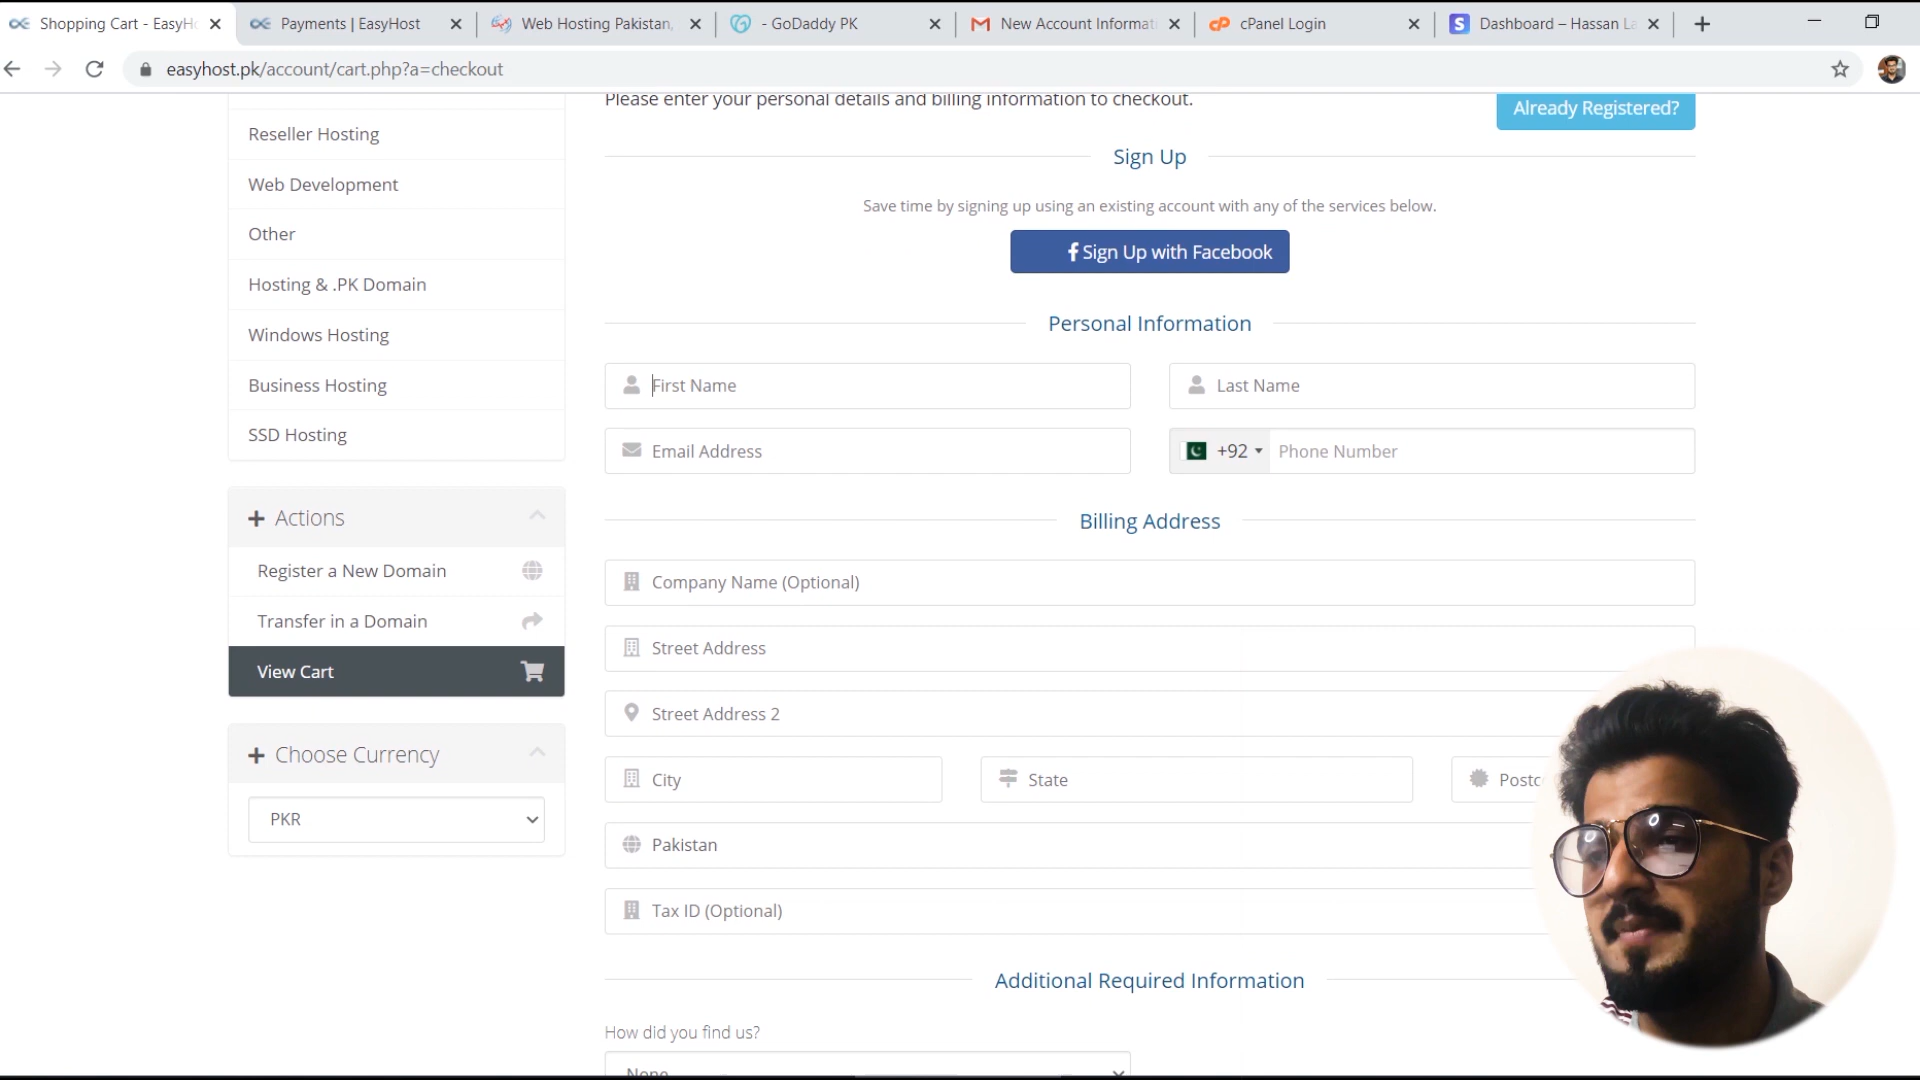 Shopping Cart - EasyHo
Payments | EasyHost
Web Hosting Pakistan,
- GoDaddy PK
New Account Informat
cPanel Login
Dashboard – Hassan La
easyhost.pk/account/cart.php?a=checkout
Please enter your personal details and billing information to checkout.
Already Registered?
Reseller Hosting
Web Development
Other
Hosting & .PK Domain
Windows Hosting
Business Hosting
SSD Hosting
Actions
Register a New Domain
Transfer in a Domain
View Cart
Choose Currency
PKR
Sign Up
Save time by signing up using an existing account with any of the services below.
Sign Up with Facebook
Personal Information
First Name
Last Name
Email Address
+92
Phone Number
Billing Address
Company Name (Optional)
Street Address
Street Address 2
City
State
Postc
Pakistan
Tax ID (Optional)
Additional Required Information
How did you find us?
None